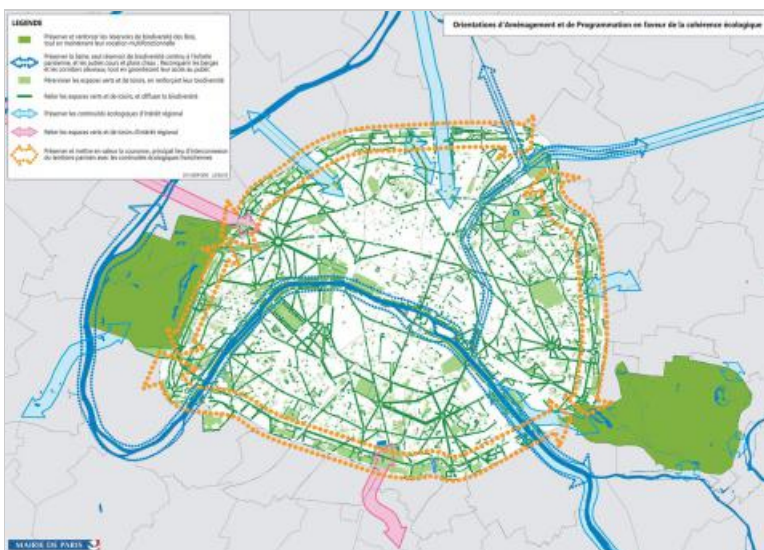 LEGENDE
Préserver et renforcer les réservoirs de biodiversité des Bois,
tout en maintenant leur vocation multifonctionnelle
Préserver la Seine, seul réservoir de biodiversité continu à l'échelle
parisienne, et les autres cours et plans d'eau. Reconquérir les berges
et les corridors alluviaux, tout en garantissant leur accès au public.
Pérenniser les espaces verts et de loisirs, en renforçant leur biodiversité
Relier les espaces verts et de loisirs, et diffuser la biodiversité
Préserver les continuités écologiques d'intérêt régional
Relier les espaces verts et de loisirs d'intérêt régional
Préserver et mettre en valeur la couronne, principal lieu d'interconnexion
du territoire parisien avec les continuités écologiques franciliennes
Orientations d'Aménagement et de Programmation en faveur de la cohérence écologique
MAIRIE DE PARIS